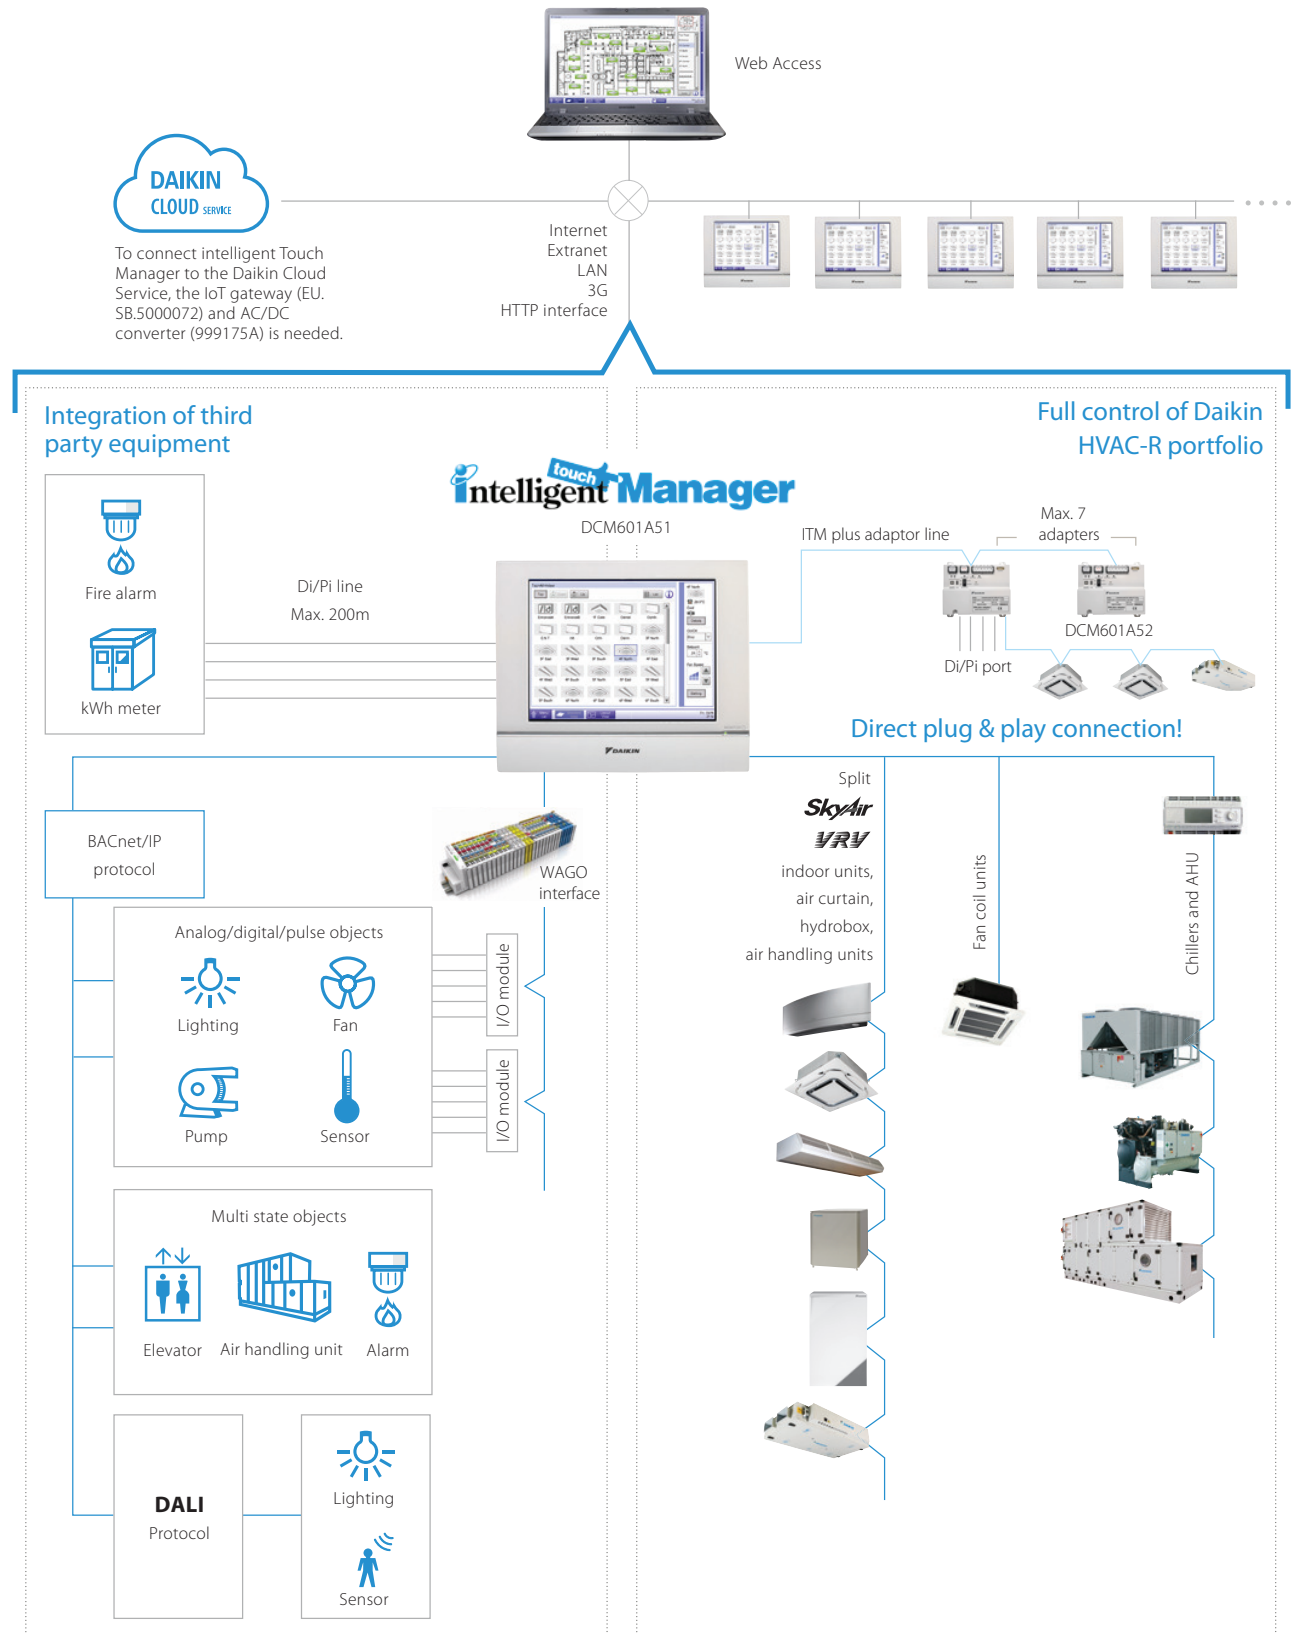 Web Access
DAIKIN
CLOUD SERVICE
To connect intelligent Touch
Manager to the Daikin Cloud
Service, the IoT gateway (EU.
SB.5000072) and AC/DC
converter (999175A) is needed.
Internet
Extranet
LAN
3G
HTTP interface
Integration of third
party equipment
Full control of Daikin
HVAC-R portfolio
intelligent touch Manager
DCM601A51
Fire alarm
kWh meter
Di/Pi line
Max. 200m
ITM plus adaptor line
Max. 7
adapters
DCM601A52
Di/Pi port
DAIKIN
Direct plug & play connection!
BACnet/IP
protocol
WAGO
interface
Split
SkyAir
VRV
indoor units,
air curtain,
hydrobox,
air handling units
Fan coil units
Chillers and AHU
Analog/digital/pulse objects
Lighting
Fan
Pump
Sensor
I/O module
I/O module
Multi state objects
Elevator
Air handling unit
Alarm
DALI
Protocol
Lighting
Sensor